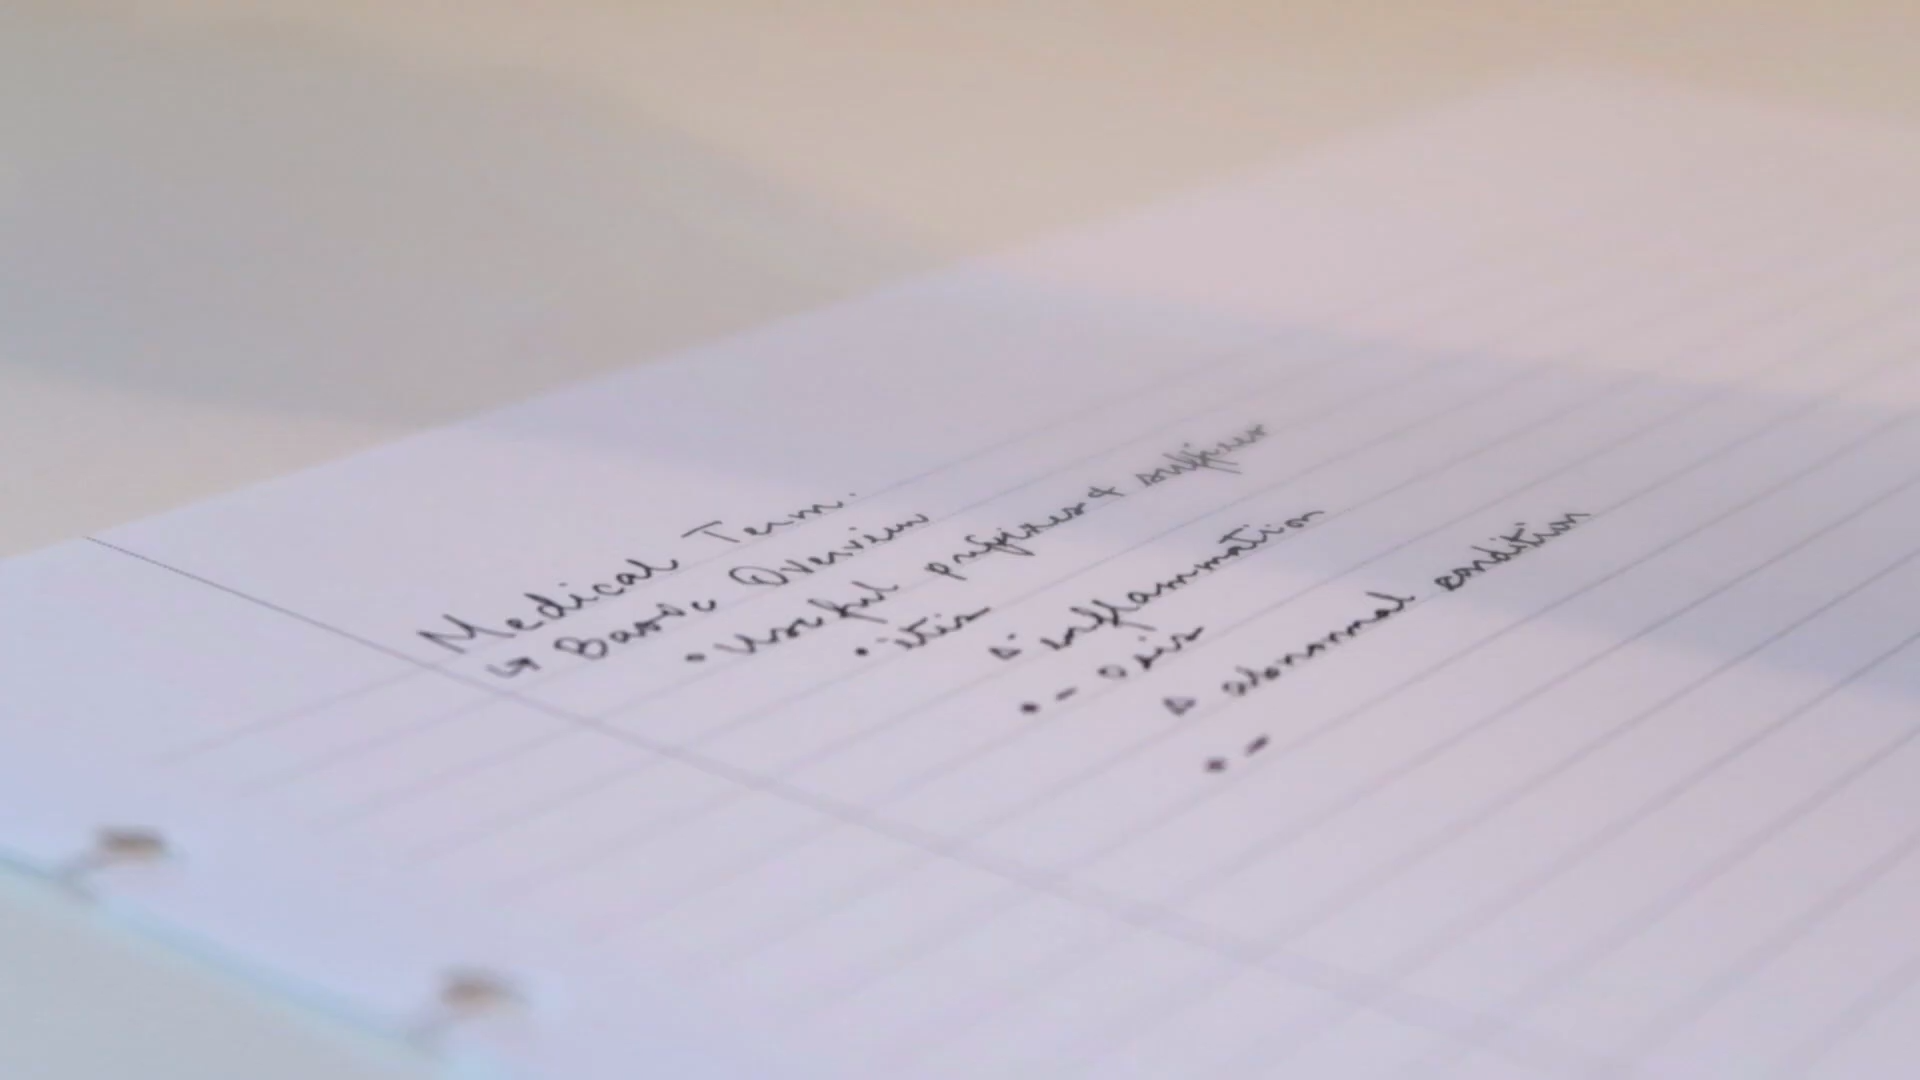 Medical Term.
↳ Basic Overview
• useful prefixes & suffixes
• itis
▷ inflammation
• - osis
▷ abnormal condition
• -